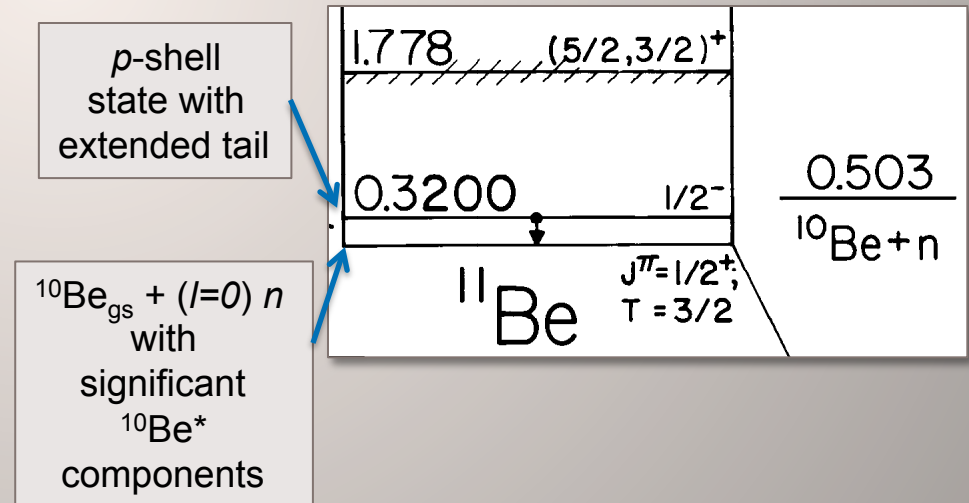 p-shell
state with
extended tail
¹⁰Be_gs + (l=0) n
with
significant
¹⁰Be*
components
1.778 (5/2,3/2)⁺
0.3200 1/2⁻
¹¹Be
Jπ=1/2⁺;
T=3/2
0.503
¹⁰Be+n